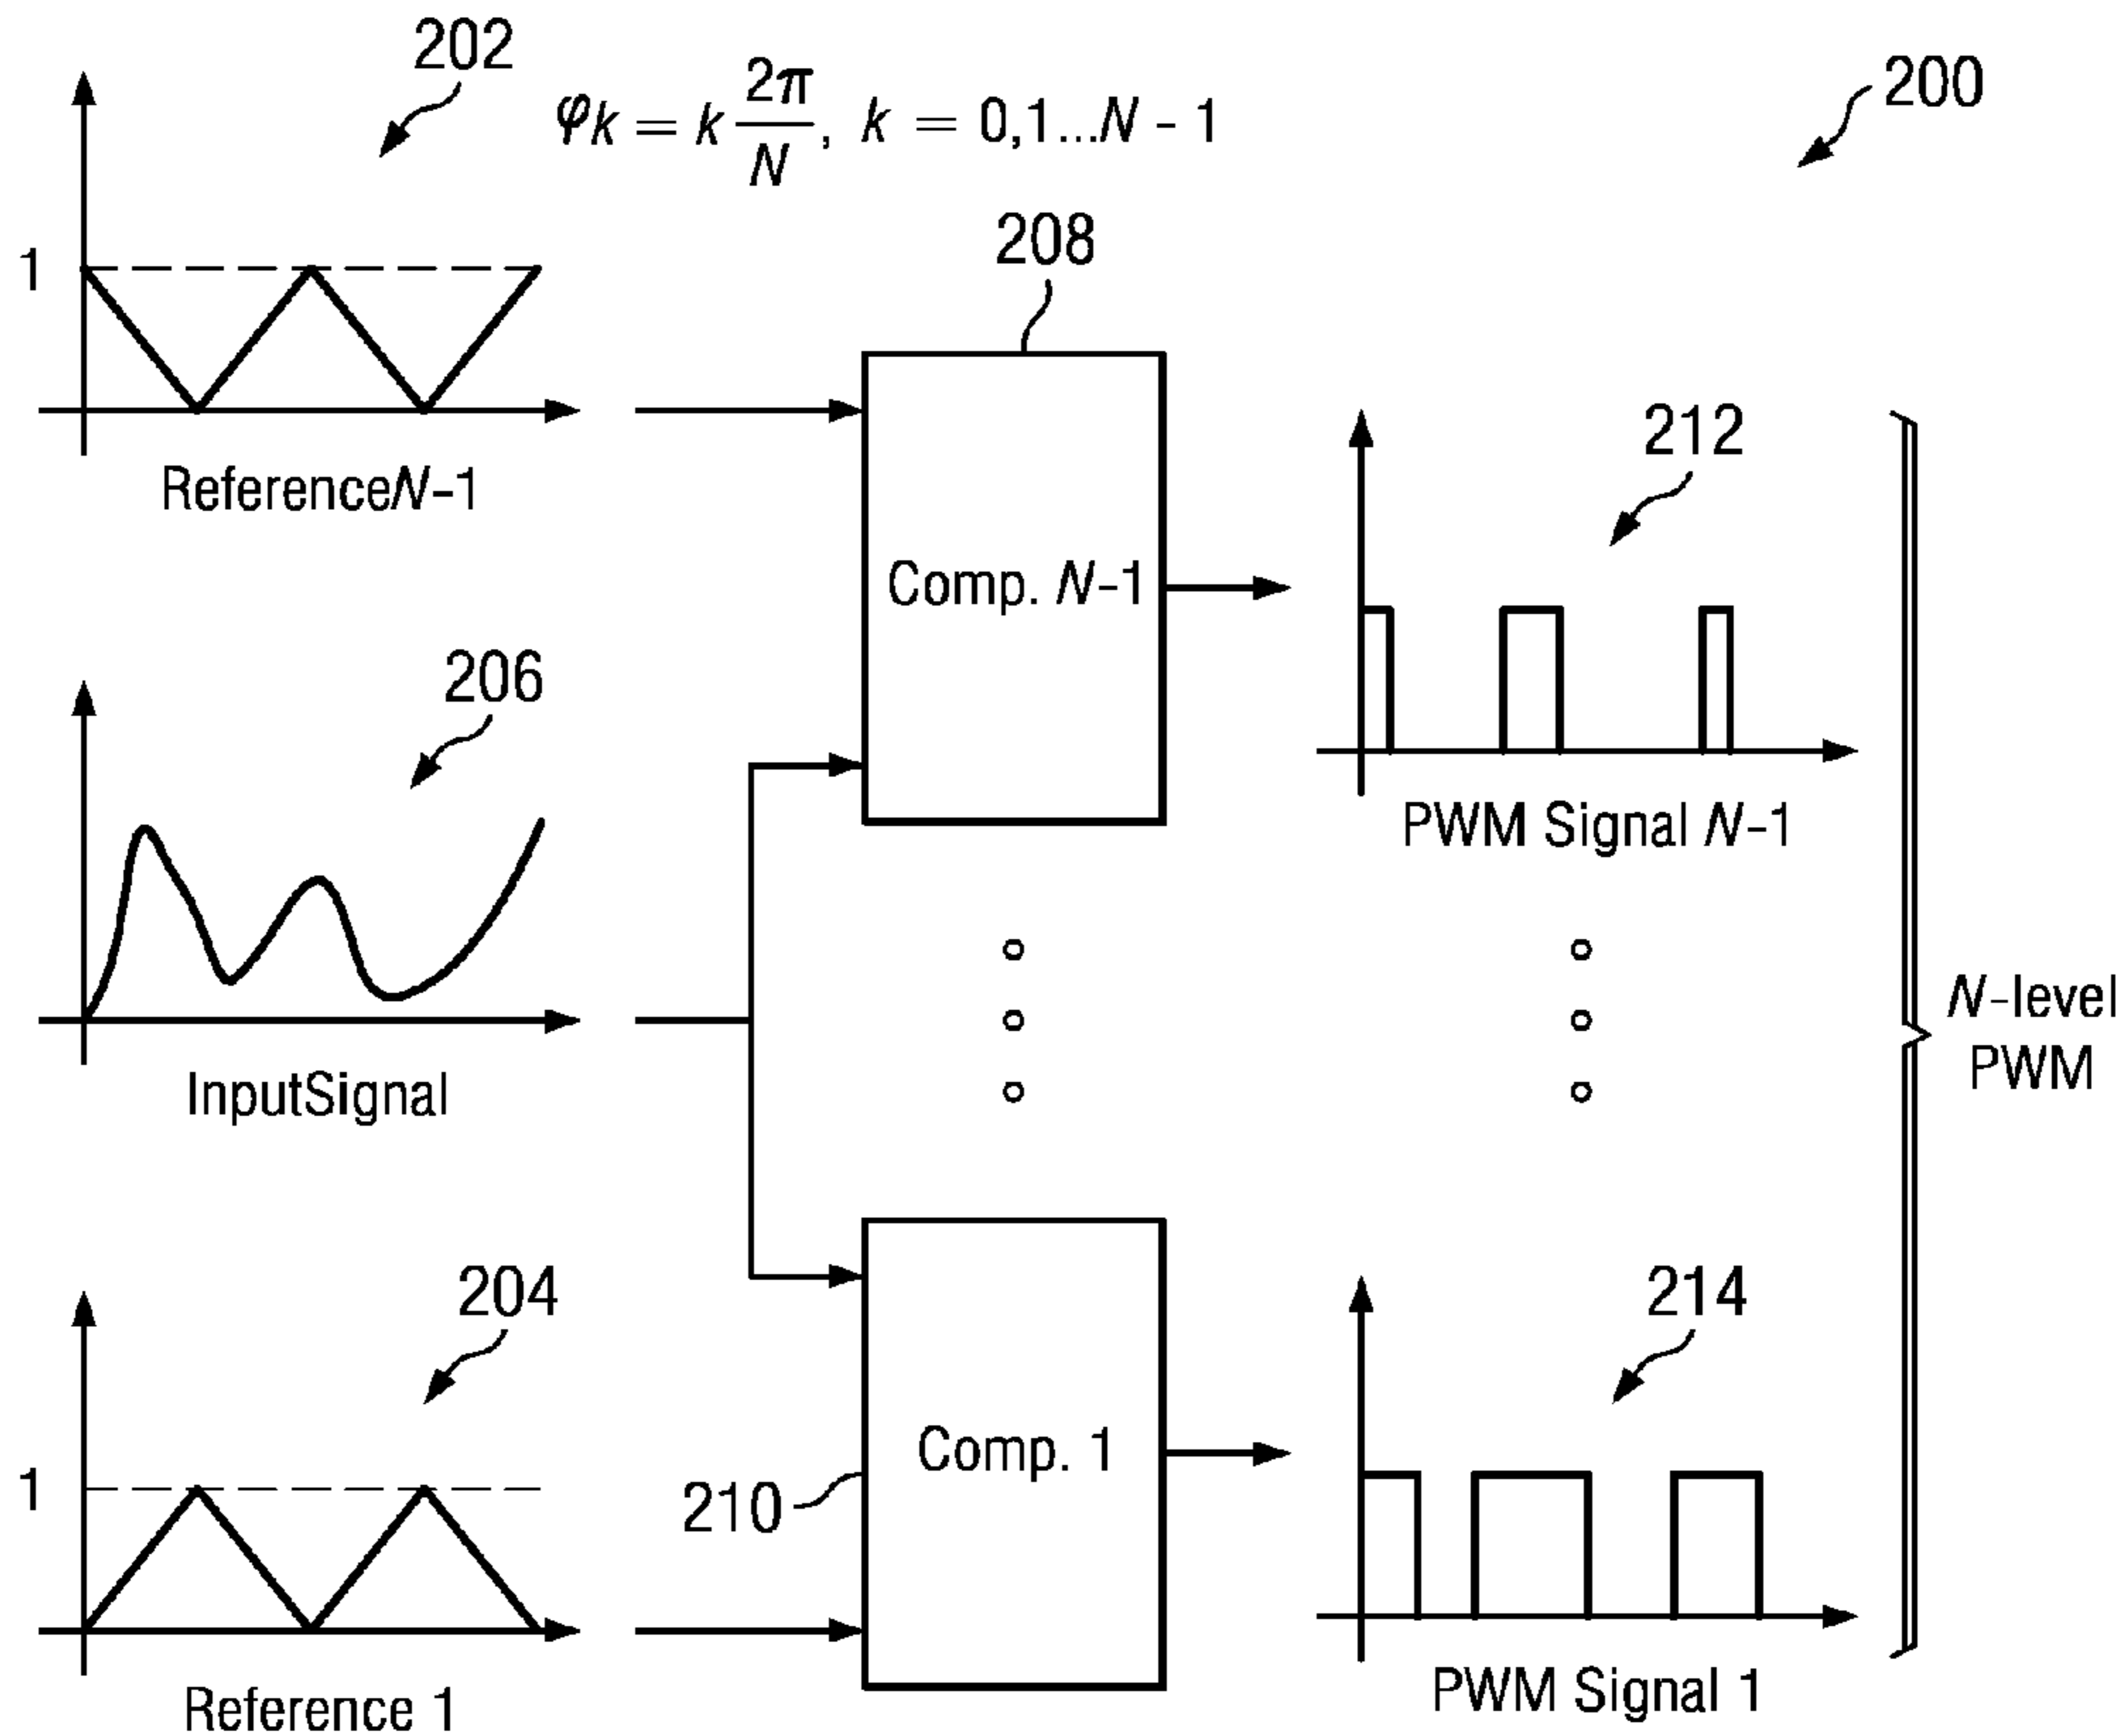 202
φk = k 2π/N, k = 0,1...N - 1
200
1
208
ReferenceN-1
212
Comp. N-1
206
PWM Signal N-1
InputSignal
N-level
PWM
204
214
1
210
Comp. 1
Reference 1
PWM Signal 1